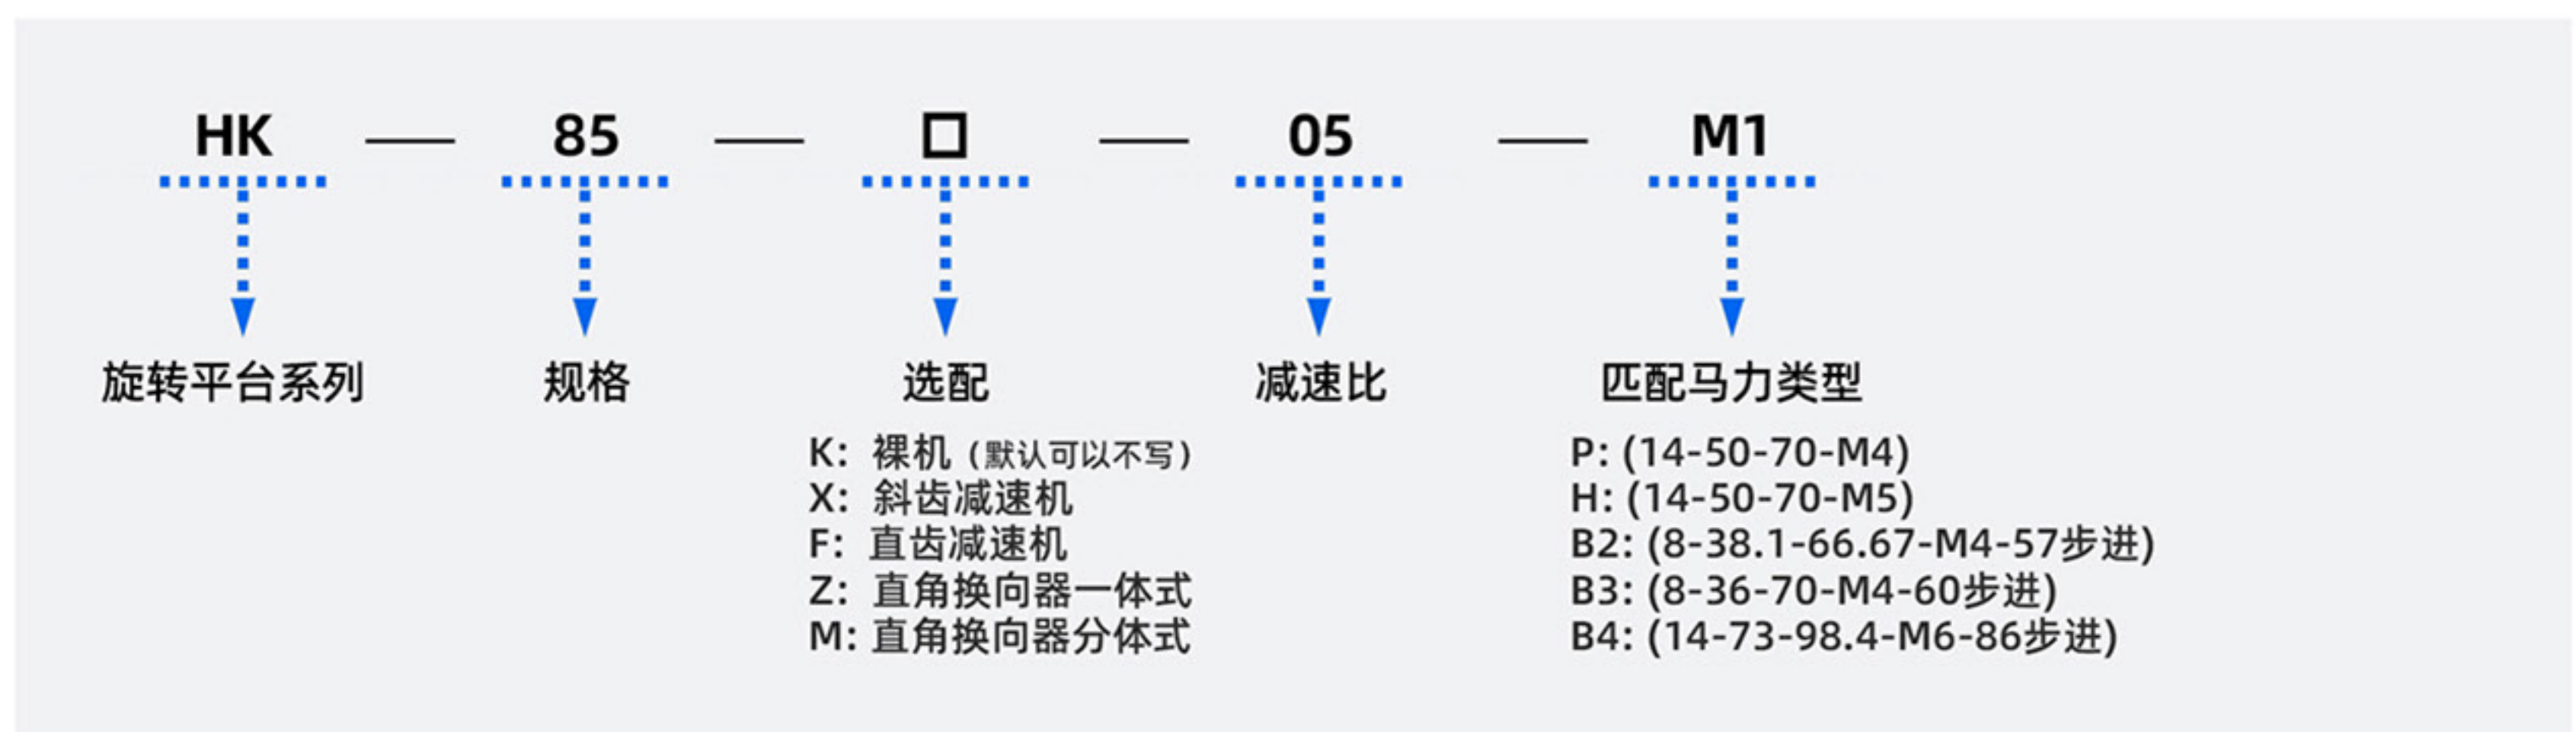 HK — 85 — 口 — 05 — M1
旋转平台系列 规格 选配 减速比 匹配马力类型
K: 裸机（默认可以不写）
X: 斜齿减速机
F: 直齿减速机
Z: 直角换向器一体式
M: 直角换向器分体式
P: (14-50-70-M4)
H: (14-50-70-M5)
B2: (8-38.1-66.67-M4-57步进)
B3: (8-36-70-M4-60步进)
B4: (14-73-98.4-M6-86步进)